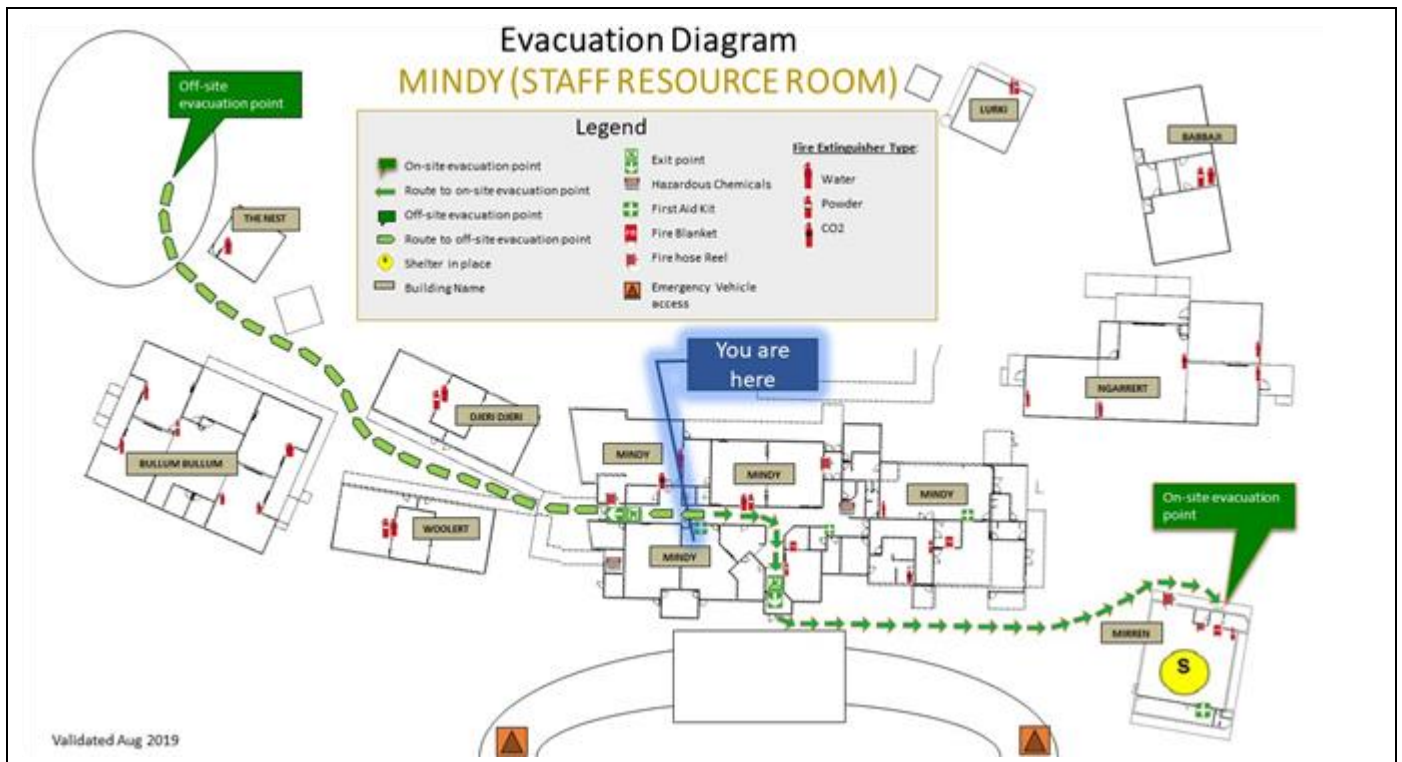 Evacuation Diagram
MINDY (STAFF RESOURCE ROOM)
Off-site
evacuation point
Legend
On-site evacuation point
Route to on-site evacuation point
Off-site evacuation point
Route to off-site evacuation point
Shelter in place
Building Name
Exit point
Hazardous Chemicals
First Aid Kit
Fire Blanket
Fire hose Reel
Emergency Vehicle
access
Fire Extinguisher Type:
Water
Powder
CO2
LURKI
BABBAJI
THE NEST
You are
here
NGARRERT
DJERI DJERI
BULLUM BULLUM
WOOLERT
MINDY
MINDY
MINDY
MINDY
On-site evacuation
point
MIRREN
S
S
Validated Aug 2019